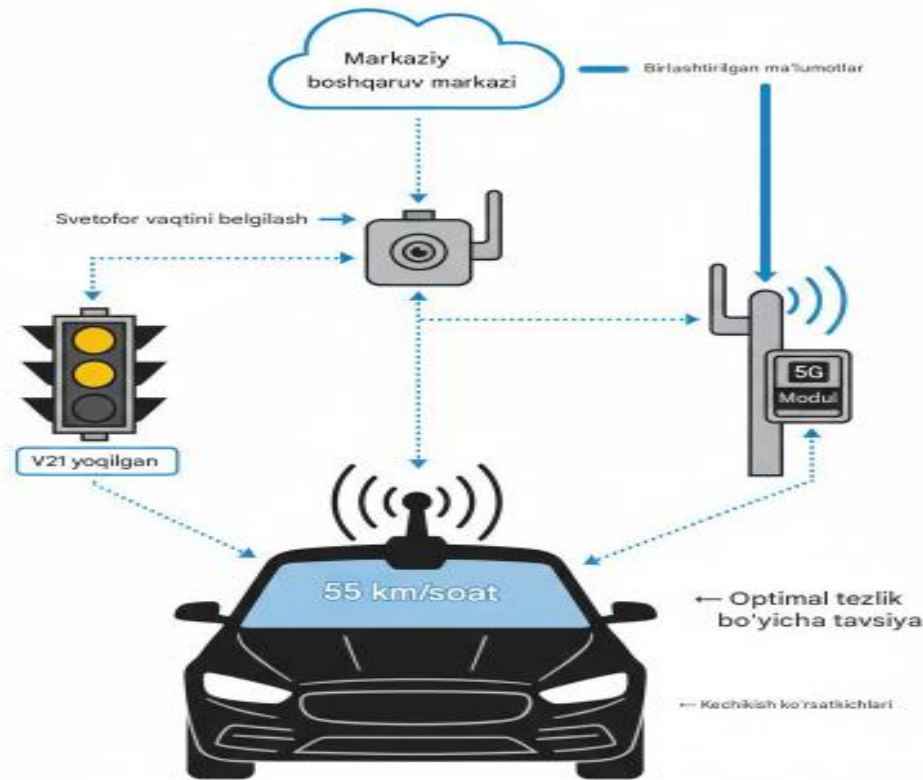 Markaziy
boshqaruv markazi
Birlashtirilgan ma'lumotlar
Svetofor vaqtini belgilash
5G
Modul
V21 yoqilgan
55 km/soat
← Optimal tezlik
bo'yicha tavsiya
← Kechikish ko'rsatkichlari